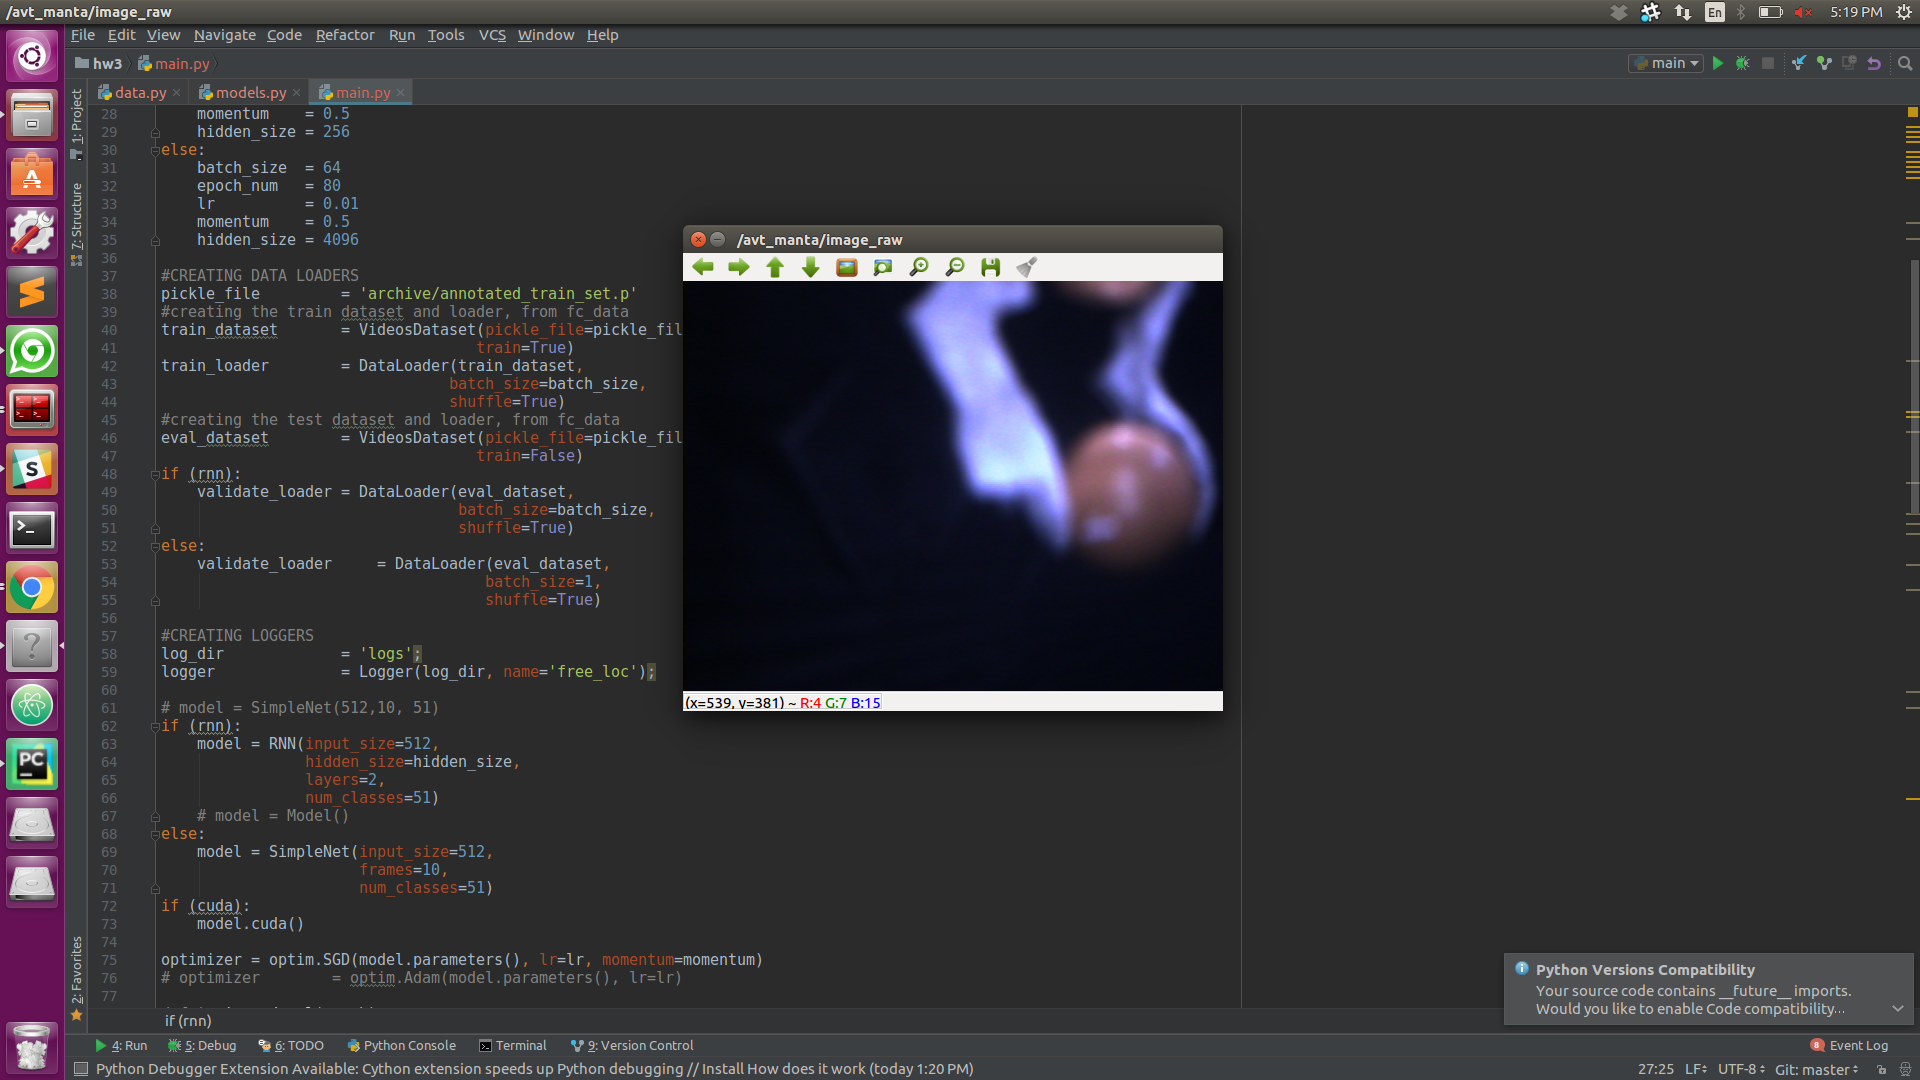 /avt_manta/image_raw
En
5:19 PM
File Edit View Navigate Code Refactor Run Tools VCS Window Help
hw3 main.py
main
data.py models.py main.py
1: Project
7: Structure
2: Favorites
28 momentum = 0.5
29 hidden_size = 256
30 else:
31 batch_size = 64
32 epoch_num = 80
33 lr = 0.01
34 momentum = 0.5
35 hidden_size = 4096
36
37 #CREATING DATA LOADERS
38 pickle_file = 'archive/annotated_train_set.p'
39 #creating the train dataset and loader, from fc_data
40 train_dataset = VideosDataset(pickle_file=pickle_fil
41 train=True)
42 train_loader = DataLoader(train_dataset,
43 batch_size=batch_size,
44 shuffle=True)
45 #creating the test dataset and loader, from fc_data
46 eval_dataset = VideosDataset(pickle_file=pickle_fil
47 train=False)
48 if (rnn):
49 validate_loader = DataLoader(eval_dataset,
50 batch_size=batch_size,
51 shuffle=True)
52 else:
53 validate_loader = DataLoader(eval_dataset,
54 batch_size=1,
55 shuffle=True)
56
57 #CREATING LOGGERS
58 log_dir = 'logs';
59 logger = Logger(log_dir, name='free_loc');
60
61 # model = SimpleNet(512,10, 51)
62 if (rnn):
63 model = RNN(input_size=512,
64 hidden_size=hidden_size,
65 layers=2,
66 num_classes=51)
67 # model = Model()
68 else:
69 model = SimpleNet(input_size=512,
70 frames=10,
71 num_classes=51)
72 if (cuda):
73 model.cuda()
74
75 optimizer = optim.SGD(model.parameters(), lr=lr, momentum=momentum)
76 # optimizer = optim.Adam(model.parameters(), lr=lr)
77
/avt_manta/image_raw
(x=539, y=381) ~ R:4 G:7 B:15
PC
Python Versions Compatibility
Your source code contains __future__ imports.
Would you like to enable Code compatibility...
if (rnn)
4: Run 5: Debug 6: TODO Python Console Terminal 9: Version Control
8 Event Log
Python Debugger Extension Available: Cython extension speeds up Python debugging // Install How does it work (today 1:20 PM)
27:25 LF÷ UTF-8÷ Git: master÷